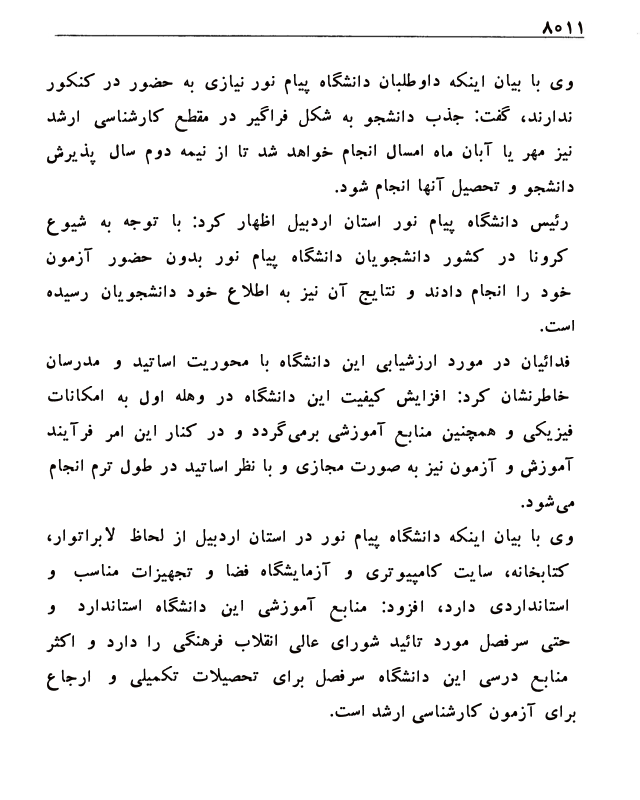 ۸۰۱۱
وی با بیان اینکه داوطلبان دانشگاه پیام نور نیازی به حضور در کنکور
ندارند، گفت: جذب دانشجو به شکل فراگیر در مقطع کارشناسی ارشد
نیز مهر یا آبان ماه امسال انجام خواهد شد تا از نیمه دوم سال پذیرش
دانشجو و تحصیل آنها انجام شود.
رئیس دانشگاه پیام نور استان اردبیل اظهار کرد: با توجه به شیوع
کرونا در کشور دانشجویان دانشگاه پیام نور بدون حضور آزمون
خود را انجام دادند و نتایج آن نیز به اطلاع خود دانشجویان رسیده
است.
فدائیان در مورد ارزشیابی این دانشگاه با محوریت اساتید و مدرسان
خاطرنشان کرد: افزایش کیفیت این دانشگاه در وهله اول به امکانات
فیزیکی و همچنین منابع آموزشی برمی‌گردد و در کنار این امر فرآیند
آموزش و آزمون نیز به صورت مجازی و با نظر اساتید در طول ترم انجام
می‌شود.
وی با بیان اینکه دانشگاه پیام نور در استان اردبیل از لحاظ لابراتوار،
کتابخانه، سایت کامپیوتری و آزمایشگاه فضا و تجهیزات مناسب و
استانداردی دارد، افزود: منابع آموزشی این دانشگاه استاندارد و
حتی سرفصل مورد تائید شورای عالی انقلاب فرهنگی را دارد و اکثر
منابع درسی این دانشگاه سرفصل برای تحصیلات تکمیلی و ارجاع
برای آزمون کارشناسی ارشد است.